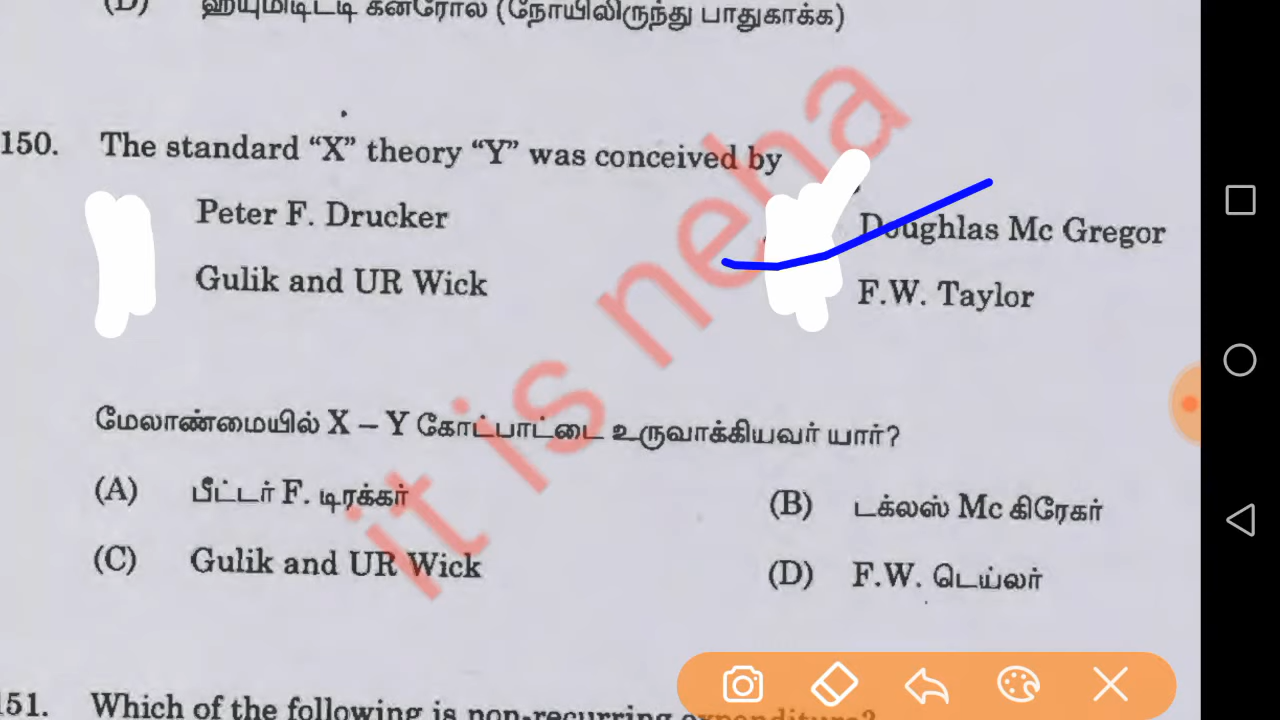 (D) ஹியுமிடிட்டி கன்ரோல் (நோயிலிருந்து பாதுகாக்க)
150. The standard “X” theory “Y” was conceived by
Peter F. Drucker Doughlas Mc Gregor
Gulik and UR Wick F.W. Taylor
மேலாண்மையில் X – Y கோட்பாட்டை உருவாக்கியவர் யார்?
(A) பீட்டர் F. டிரக்கர் (B) டக்லஸ் Mc கிரேகர்
(C) Gulik and UR Wick (D) F.W. டெய்லர்
151. Which of the following is non-recurring expenditure?
it is neha